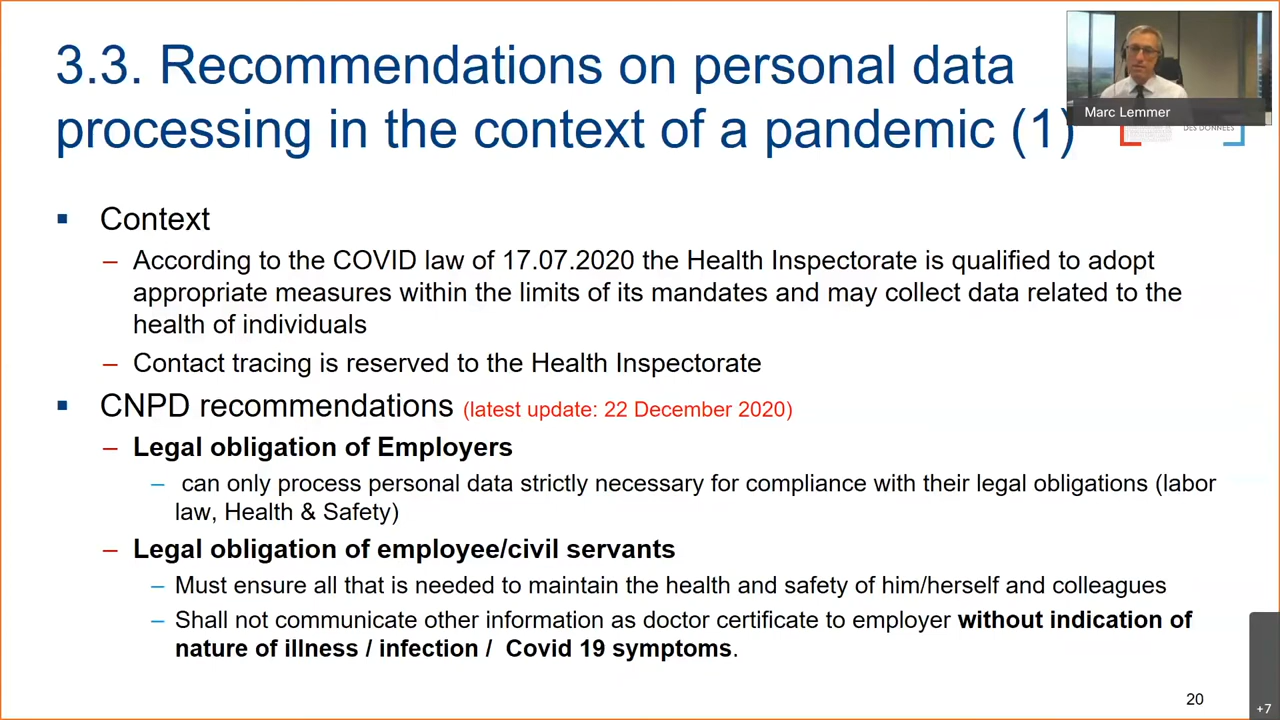 3.3. Recommendations on personal data
processing in the context of a pandemic (1)
Marc Lemmer
DES DONNÉES
▪ Context
– According to the COVID law of 17.07.2020 the Health Inspectorate is qualified to adopt
appropriate measures within the limits of its mandates and may collect data related to the
health of individuals
– Contact tracing is reserved to the Health Inspectorate
▪ CNPD recommendations (latest update: 22 December 2020)
– Legal obligation of Employers
– can only process personal data strictly necessary for compliance with their legal obligations (labor
law, Health & Safety)
– Legal obligation of employee/civil servants
– Must ensure all that is needed to maintain the health and safety of him/herself and colleagues
– Shall not communicate other information as doctor certificate to employer without indication of
nature of illness / infection / Covid 19 symptoms.
20
+7